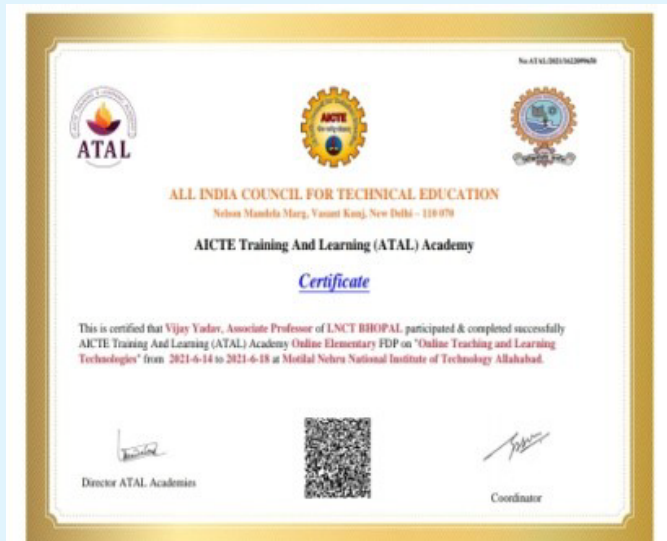 ATAL
AICTE
ALL INDIA COUNCIL FOR TECHNICAL EDUCATION
Nelson Mandela Marg, Vasant Kunj, New Delhi – 110 070
AICTE Training And Learning (ATAL) Academy
Certificate
This is certified that Vijay Yadav, Associate Professor of LNCT BHOPAL participated & completed successfully
AICTE Training And Learning (ATAL) Academy Online Elementary FDP on "Online Teaching and Learning
Technologies" from 2021-6-14 to 2021-6-18 at Motilal Nehru National Institute of Technology Allahabad.
Director ATAL Academies
Coordinator